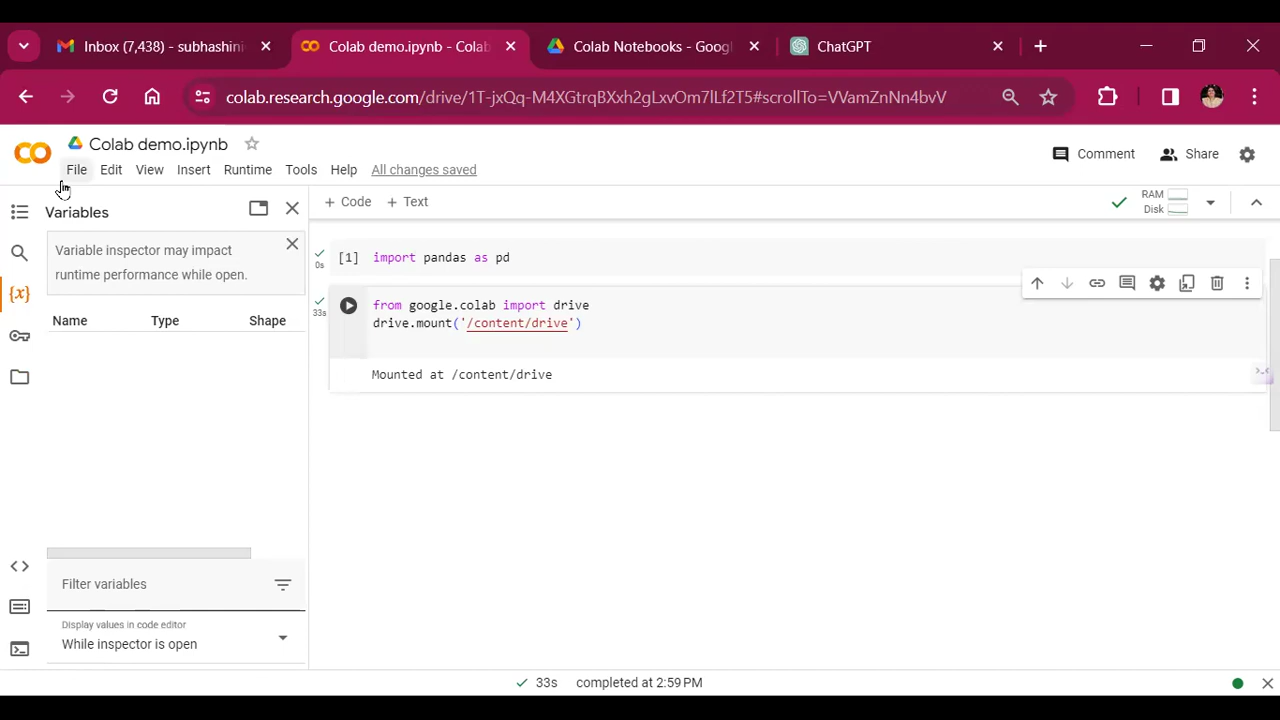 Inbox (7,438) - subhashini
Colab demo.ipynb - Colab
Colab Notebooks - Googl
ChatGPT
colab.research.google.com/drive/1T-jxQq-M4XGtrqBXxh2gLxvOm7lLf2T5#scrollTo=VVamZnNn4bvV
Colab demo.ipynb
Comment
Share
File Edit View Insert Runtime Tools Help All changes saved
Variables
+ Code + Text
RAM
Disk
Variable inspector may impact
runtime performance while open.
Name Type Shape
0s
[1] import pandas as pd
33s
from google.colab import drive
drive.mount('/content/drive')
Mounted at /content/drive
{x}
Filter variables
Display values in code editor
While inspector is open
33s completed at 2:59 PM